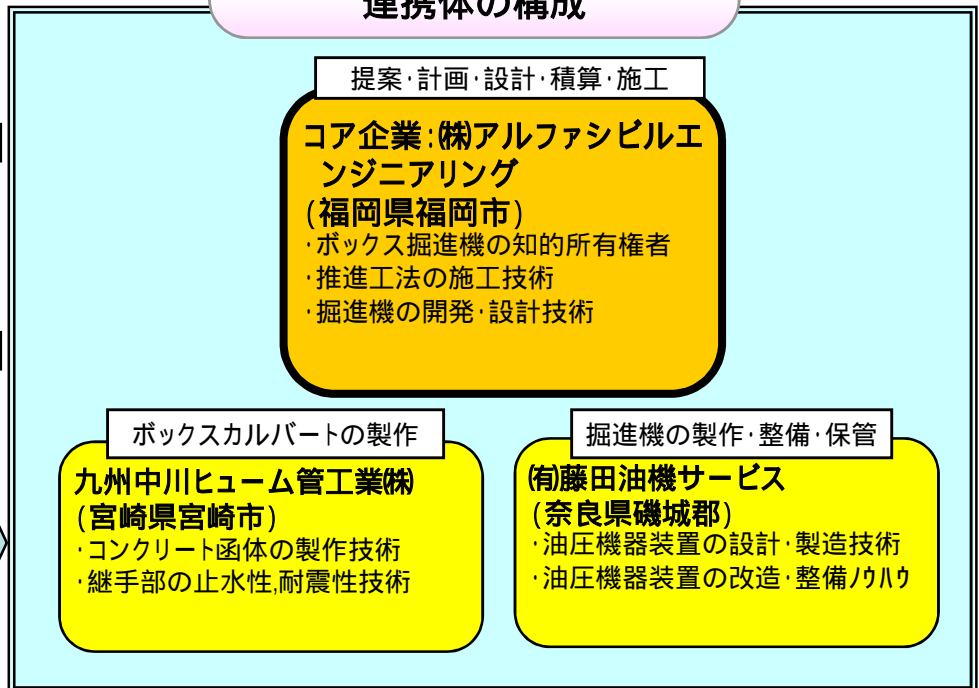 連携体の構成
提案･計画･設計･積算･施工
コア企業:㈱アルファシビルエ
ンジニアリング
(福岡県福岡市)
･ボックス掘進機の知的所有権者
･推進工法の施工技術
･掘進機の開発･設計技術
ボックスカルバートの製作
九州中川ヒューム管工業㈱
(宮崎県宮崎市)
･コンクリート函体の製作技術
･継手部の止水性,耐震性技術
掘進機の製作･整備･保管
㈲藤田油機サービス
(奈良県磯城郡)
･油圧機器装置の設計･製造技術
･油圧機器装置の改造･整備ﾉｳﾊｳ